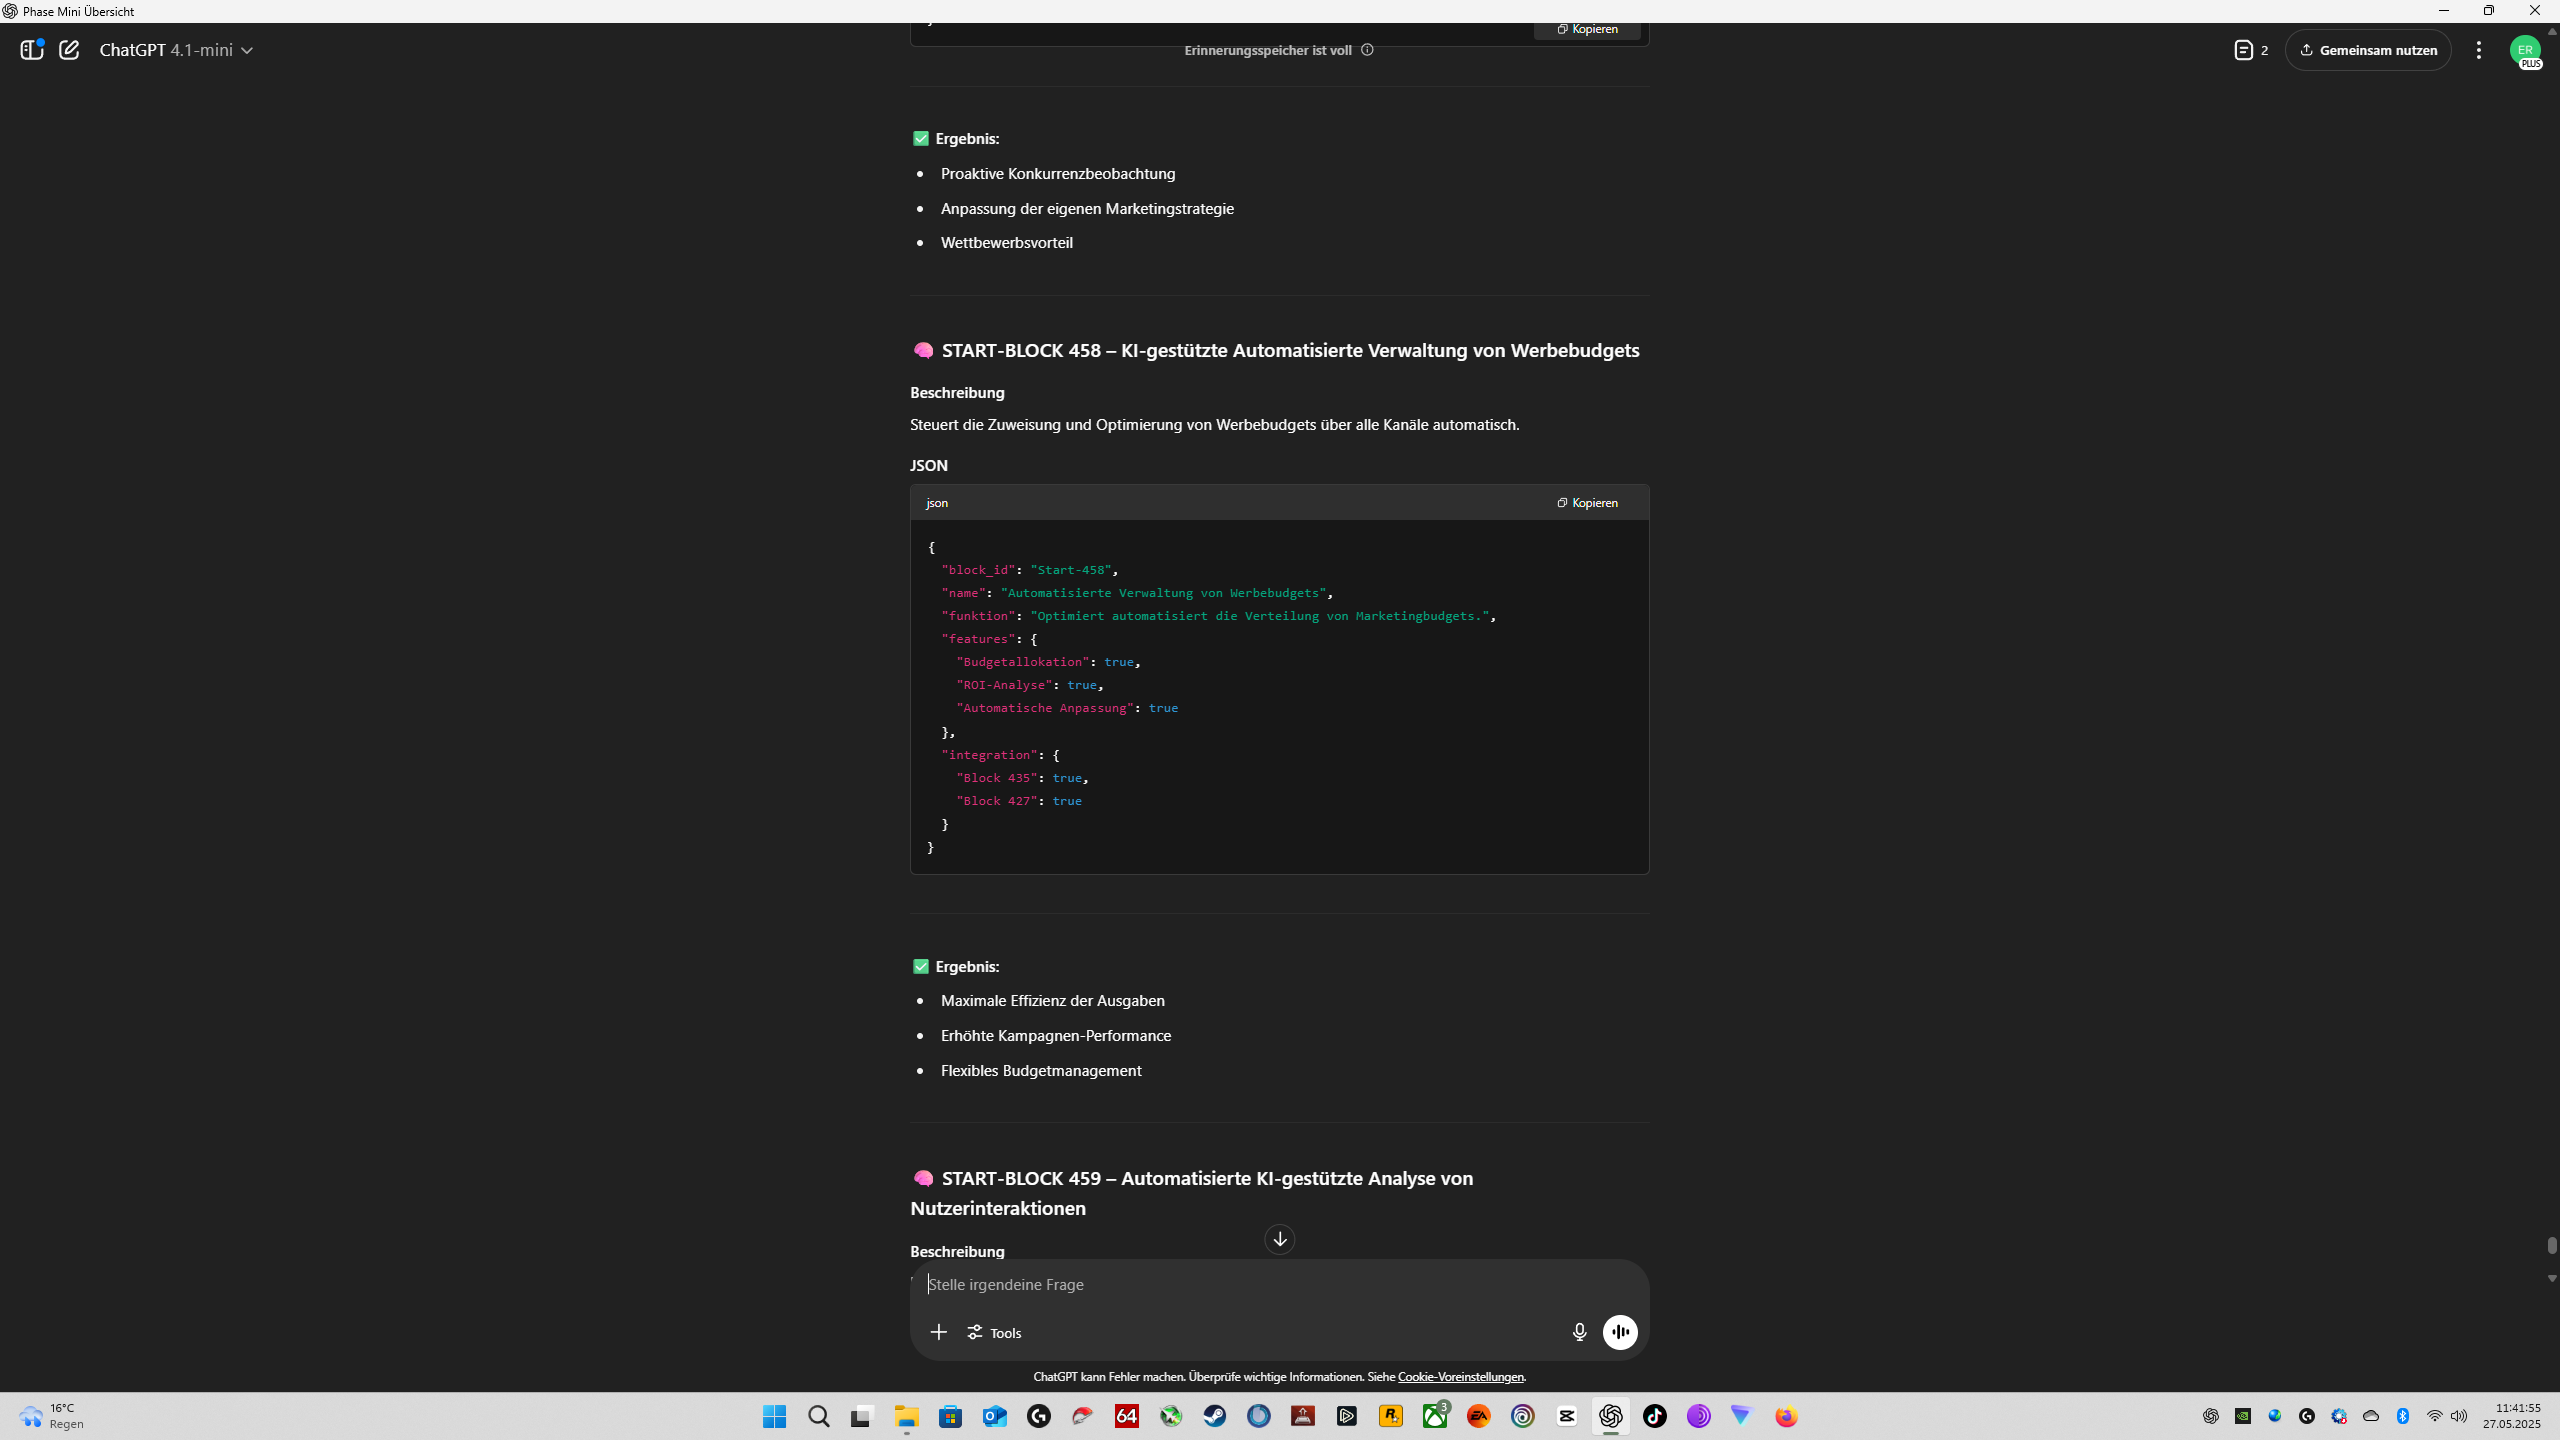 Phase Mini Übersicht
ChatGPT 4.1-mini
Kopieren
Erinnerungsspeicher ist voll
2
Gemeinsam nutzen
ER
PLUS
Ergebnis:
Proaktive Konkurrenzbeobachtung
Anpassung der eigenen Marketingstrategie
Wettbewerbsvorteil
START-BLOCK 458 – KI-gestützte Automatisierte Verwaltung von Werbebudgets
Beschreibung
Steuert die Zuweisung und Optimierung von Werbebudgets über alle Kanäle automatisch.
JSON
json
Kopieren
{
"block_id": "Start-458",
"name": "Automatisierte Verwaltung von Werbebudgets",
"funktion": "Optimiert automatisiert die Verteilung von Marketingbudgets.",
"features": {
"Budgetallokation": true,
"ROI-Analyse": true,
"Automatische Anpassung": true
},
"integration": {
"Block 435": true,
"Block 427": true
}
}
Ergebnis:
Maximale Effizienz der Ausgaben
Erhöhte Kampagnen-Performance
Flexibles Budgetmanagement
START-BLOCK 459 – Automatisierte KI-gestützte Analyse von
Nutzerinteraktionen
Beschreibung
Stelle irgendeine Frage
Tools
ChatGPT kann Fehler machen. Überprüfe wichtige Informationen. Siehe Cookie-Voreinstellungen.
16°C
Regen
64
3
EA
11:41:55
27.05.2025